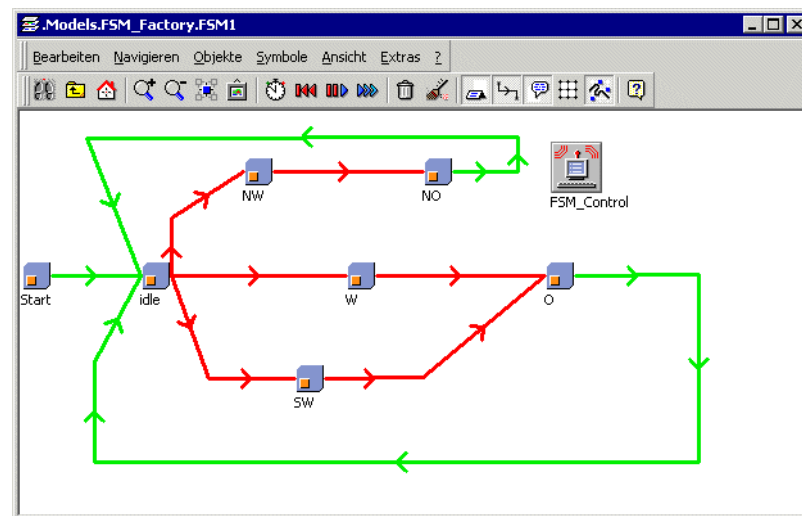 .Models.FSM_Factory.FSM1
Bearbeiten Navigieren Objekte Symbole Ansicht Extras ?
NW
NO
FSM_Control
Start
idle
W
O
SW